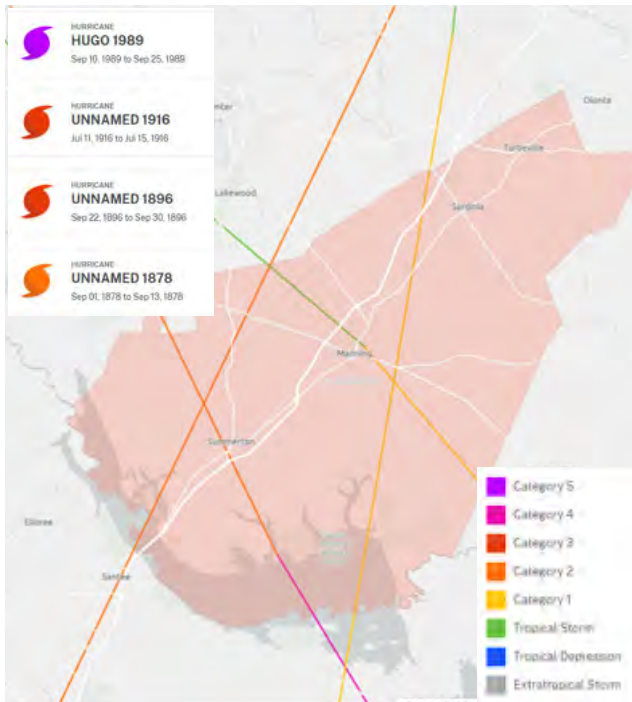 HURRICANE
HUGO 1989
Sep 10, 1989 to Sep 25, 1989
HURRICANE
UNNAMED 1916
Jul 11, 1916 to Jul 15, 1916
HURRICANE
UNNAMED 1896
Sep 22, 1896 to Sep 30, 1896
HURRICANE
UNNAMED 1878
Sep 01, 1878 to Sep 13, 1878
Olanta
Turbeville
Lakewood
Sardinia
Manning
Summerton
Elloree
Santee
Category 5
Category 4
Category 3
Category 2
Category 1
Tropical Storm
Tropical Depression
Extratropical Storm